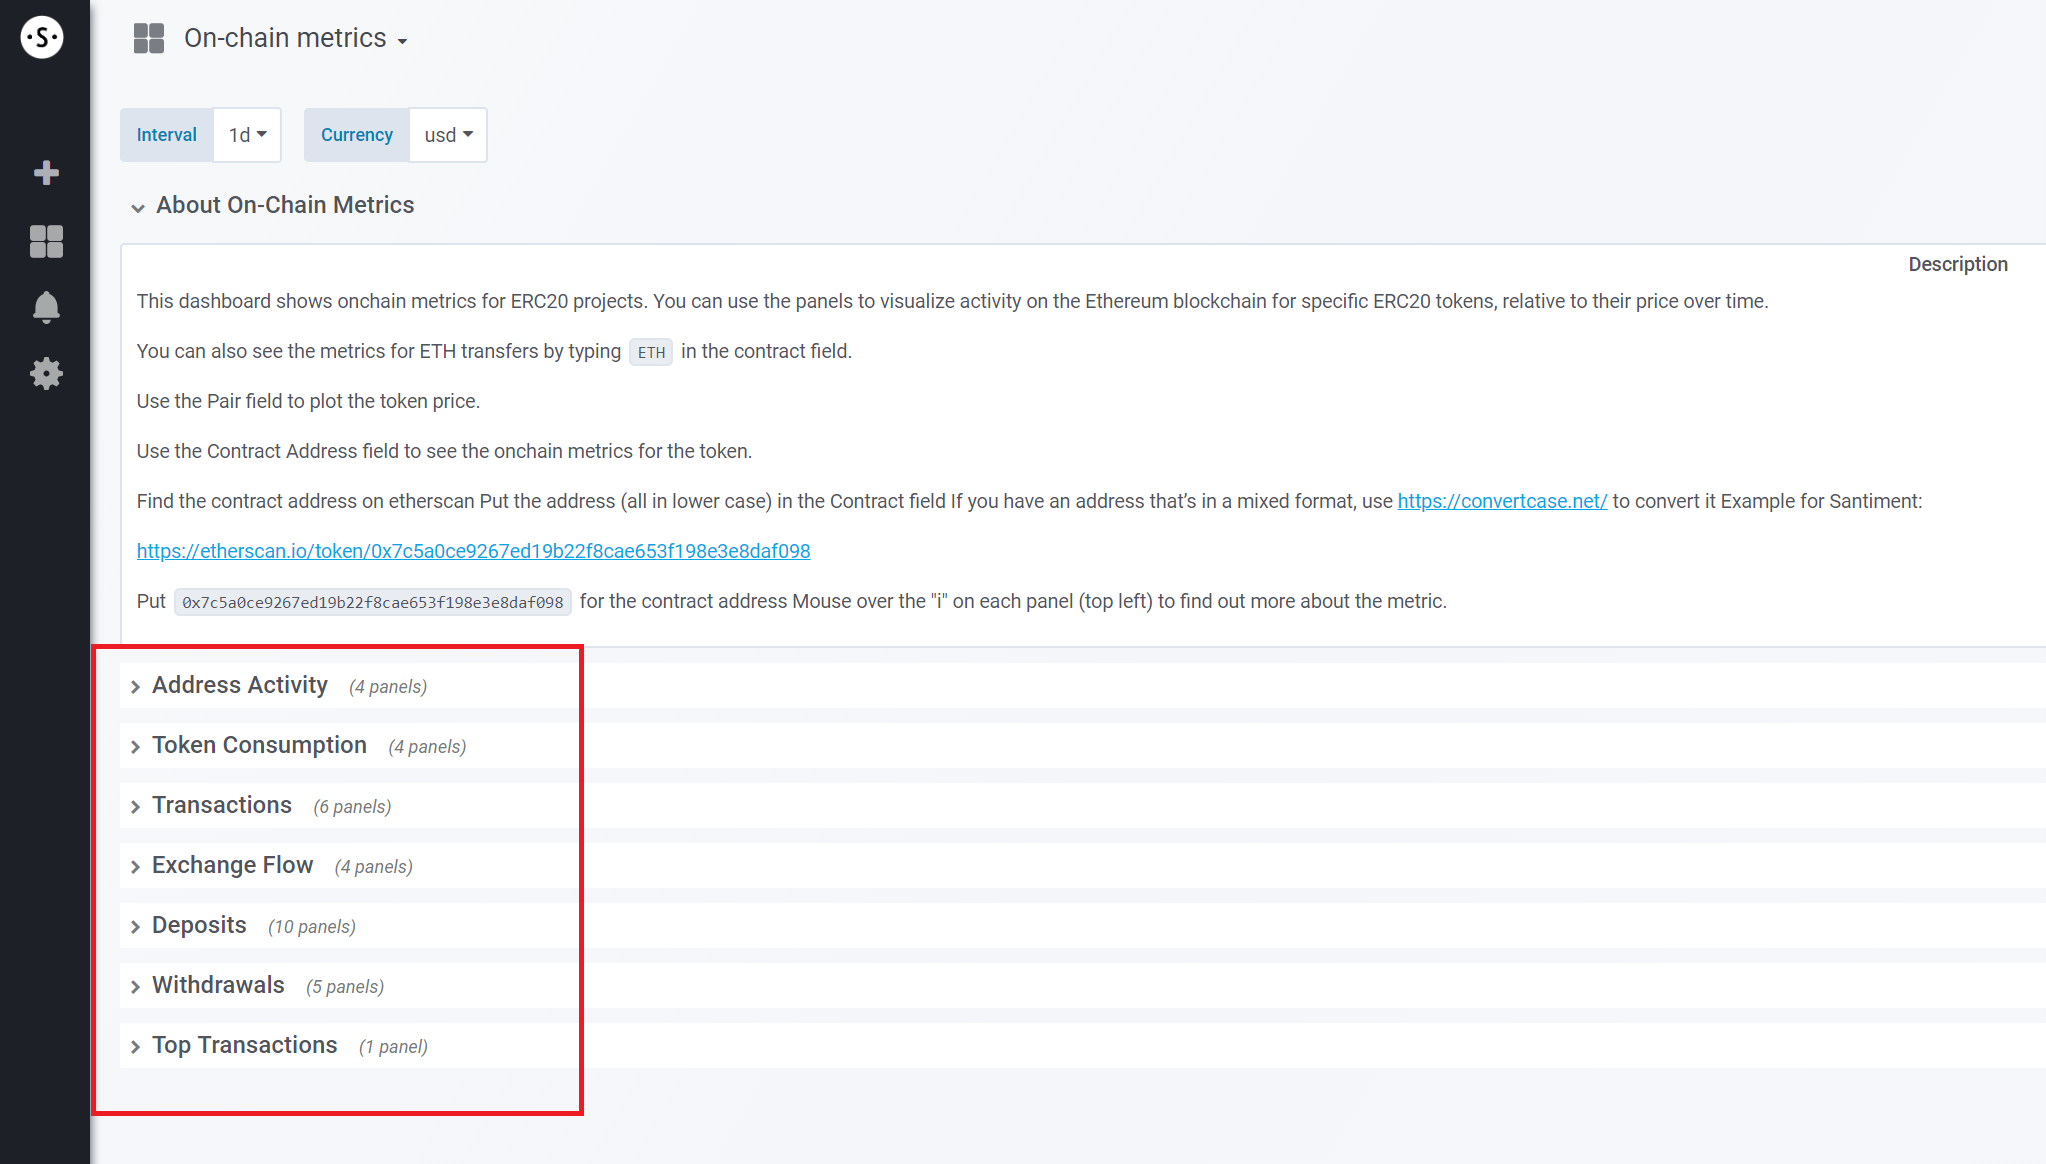 ·S·
On-chain metrics
Interval 1d Currency usd
About On-Chain Metrics
Description
This dashboard shows onchain metrics for ERC20 projects. You can use the panels to visualize activity on the Ethereum blockchain for specific ERC20 tokens, relative to their price over time.
You can also see the metrics for ETH transfers by typing ETH in the contract field.
Use the Pair field to plot the token price.
Use the Contract Address field to see the onchain metrics for the token.
Find the contract address on etherscan Put the address (all in lower case) in the Contract field If you have an address that’s in a mixed format, use https://convertcase.net/ to convert it Example for Santiment:
https://etherscan.io/token/0x7c5a0ce9267ed19b22f8cae653f198e3e8daf098
Put 0x7c5a0ce9267ed19b22f8cae653f198e3e8daf098 for the contract address Mouse over the "i" on each panel (top left) to find out more about the metric.
Address Activity (4 panels)
Token Consumption (4 panels)
Transactions (6 panels)
Exchange Flow (4 panels)
Deposits (10 panels)
Withdrawals (5 panels)
Top Transactions (1 panel)